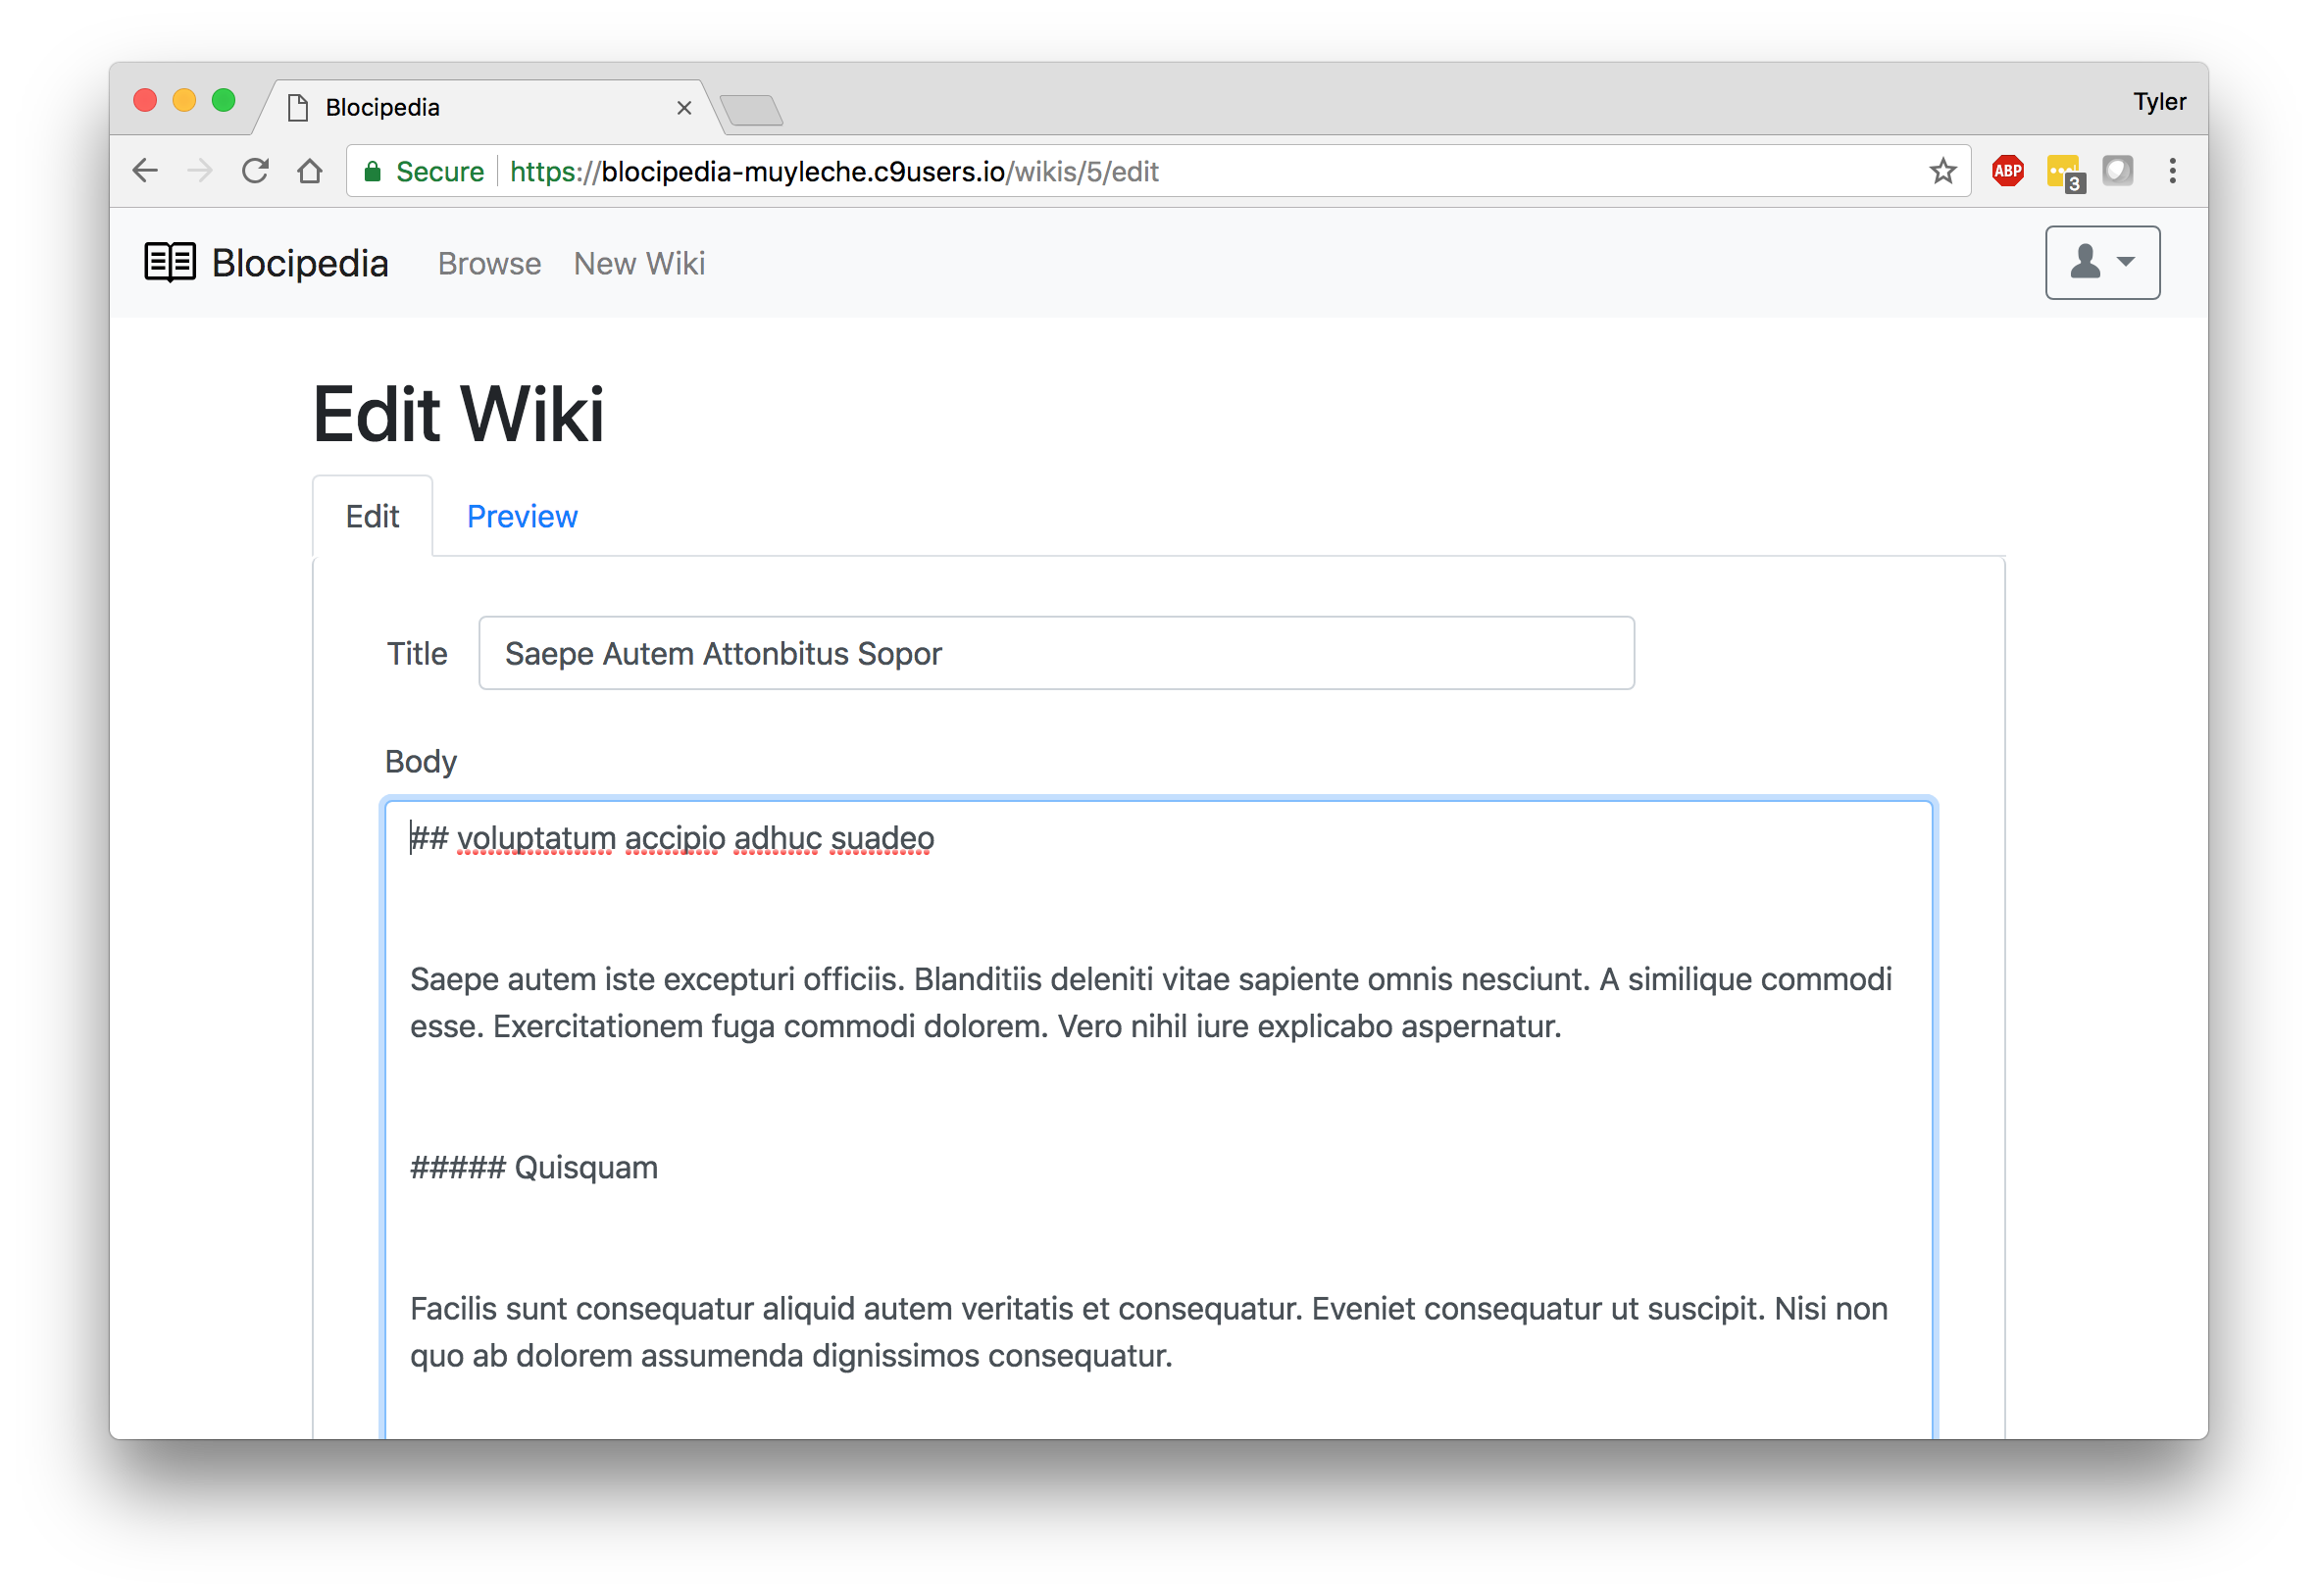 Blocipedia
Tyler
Secure https://blocipedia-muyleche.c9users.io/wikis/5/edit
ABP
3
Blocipedia Browse New Wiki
Edit Wiki
Edit Preview
Title Saepe Autem Attonbitus Sopor
Body
## voluptatum accipio adhuc suadeo
Saepe autem iste excepturi officiis. Blanditiis deleniti vitae sapiente omnis nesciunt. A similique commodi
esse. Exercitationem fuga commodi dolorem. Vero nihil iure explicabo aspernatur.
##### Quisquam
Facilis sunt consequatur aliquid autem veritatis et consequatur. Eveniet consequatur ut suscipit. Nisi non
quo ab dolorem assumenda dignissimos consequatur.